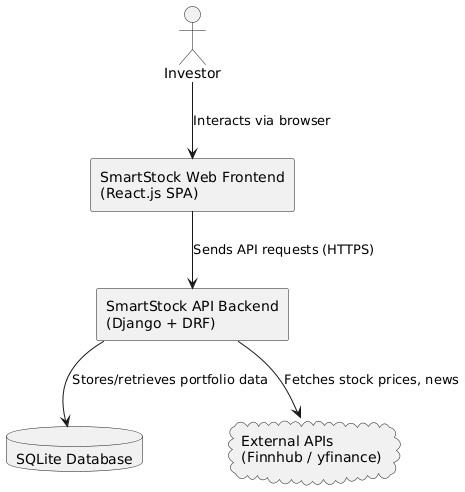 Investor
Interacts via browser
SmartStock Web Frontend
(React.js SPA)
Sends API requests (HTTPS)
SmartStock API Backend
(Django + DRF)
Stores/retrieves portfolio data
Fetches stock prices, news
SQLite Database
External APIs
(Finnhub / yfinance)